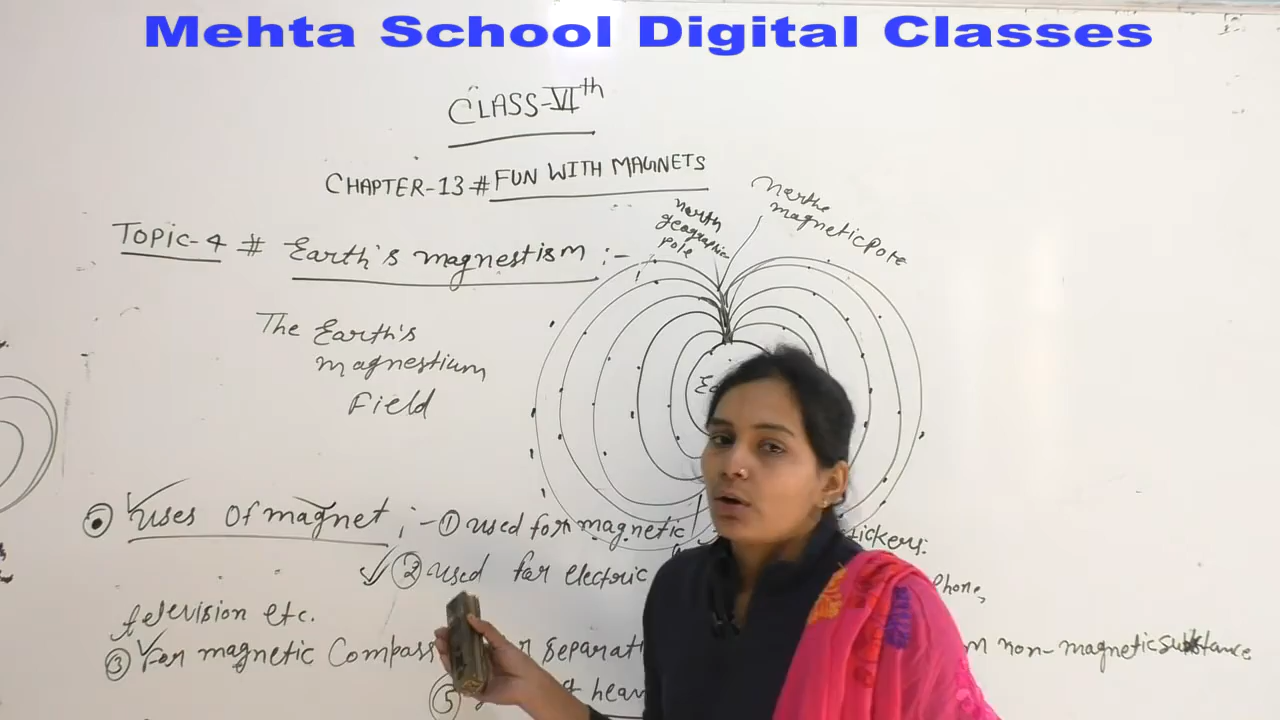 Mehta School Digital Classes
CLASS-VIth
CHAPTER-13 # FUN WITH MAGNETS
TOPIC-4 # Earth's magnestism :-
north
geographic
pole
Northe
magnetic pole
The Earth's
magnestium
Field
Uses Of magnet ; - ① used for magnetic
stickers:
② used for electric
Phone,
television etc.
③ For magnetic Compass
separat
non-magnetic substance
⑤
heav